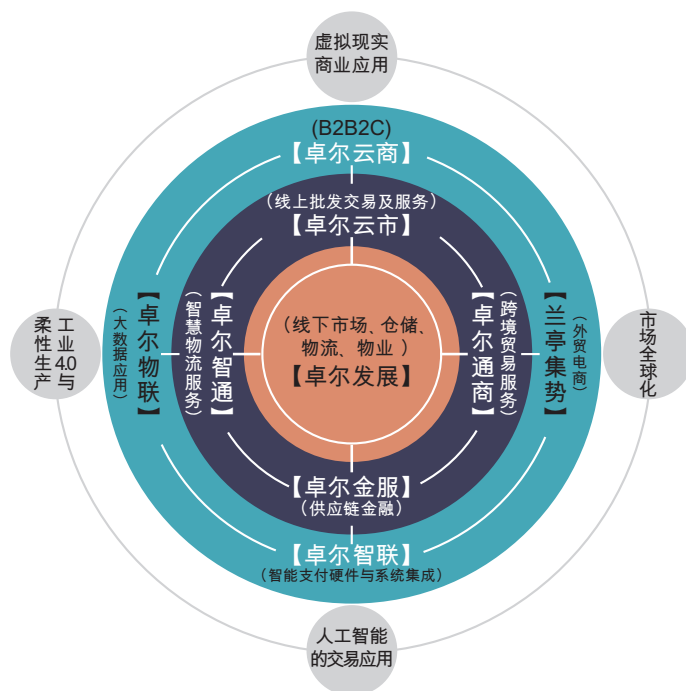 虚拟现实
商业应用
(B2B2C)
【卓尔云商】
（线上批发交易及服务）
【卓尔云市】
工业4.0与
柔性生产
【卓尔物联】
（大数据应用）
【卓尔智通】
（智慧物流服务）
（线下市场、仓储、
物流、物业）
【卓尔发展】
【卓尔通商】
（跨境贸易服务）
【兰亭集势】
（外贸电商）
市场全球化
【卓尔金服】
（供应链金融）
【卓尔智联】
（智能支付硬件与系统集成）
人工智能
的交易应用